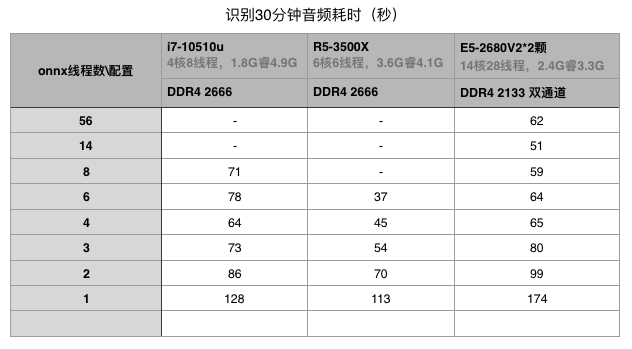 识别30分钟音频耗时（秒）
onnx线程数\配置 i7-10510u R5-3500X E5-2680V2*2颗
4核8线程，1.8G睿4.9G 6核6线程，3.6G睿4.1G 14核28线程，2.4G睿3.3G
DDR4 2666 DDR4 2666 DDR4 2133 双通道
56 - - 62
14 - - 51
8 71 - 59
6 78 37 64
4 64 45 65
3 73 54 80
2 86 70 99
1 128 113 174